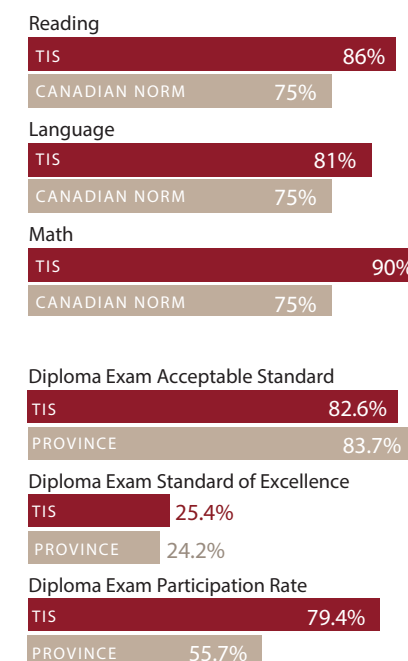 Reading
TIS 86%
CANADIAN NORM 75%
Language
TIS 81%
CANADIAN NORM 75%
Math
TIS 90%
CANADIAN NORM 75%
Diploma Exam Acceptable Standard
TIS 82.6%
PROVINCE 83.7%
Diploma Exam Standard of Excellence
TIS 25.4%
PROVINCE 24.2%
Diploma Exam Participation Rate
TIS 79.4%
PROVINCE 55.7%